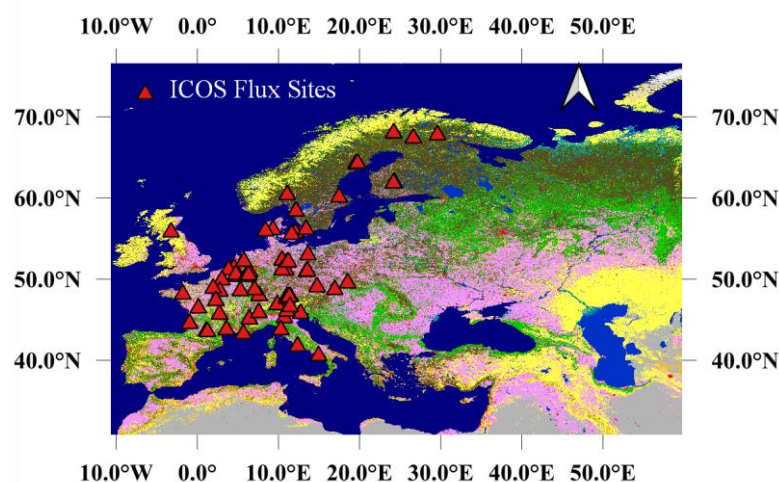 10.0°W 0.0° 10.0°E 20.0°E 30.0°E 40.0°E 50.0°E
ICOS Flux Sites
70.0°N 70.0°N
60.0°N 60.0°N
50.0°N 50.0°N
40.0°N 40.0°N
10.0°W 0.0° 10.0°E 20.0°E 30.0°E 40.0°E 50.0°E